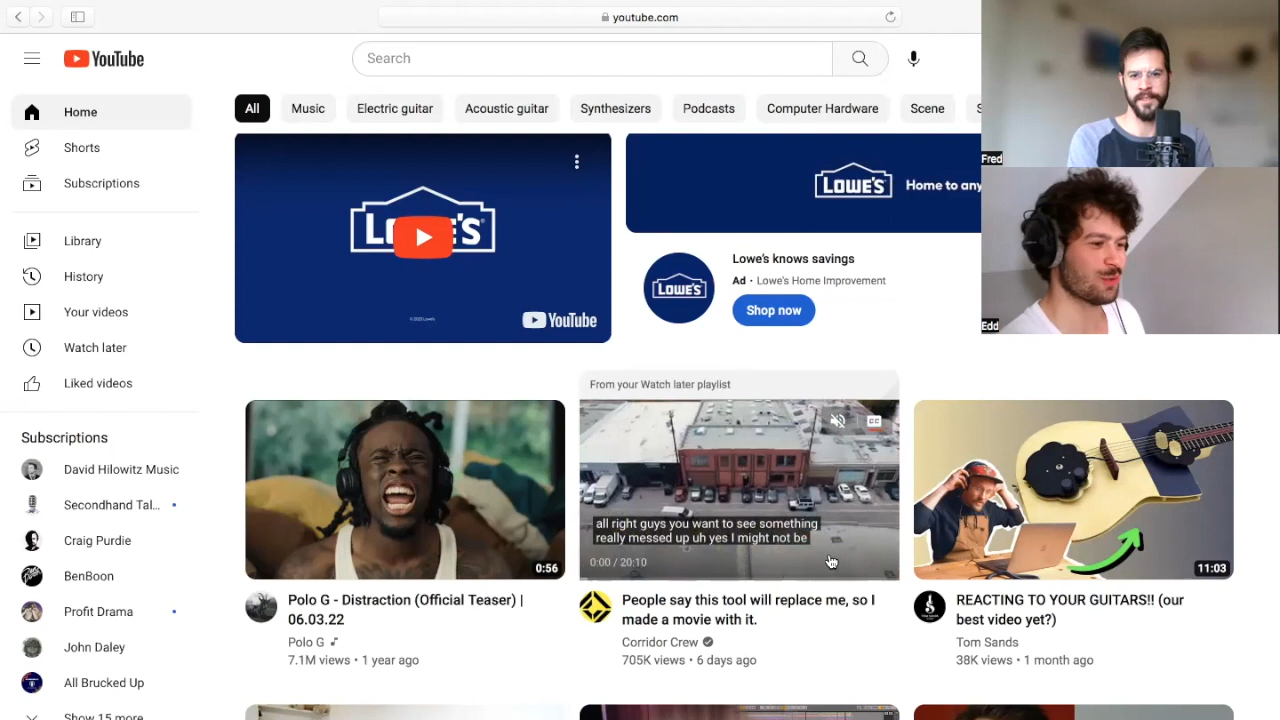 youtube.com
YouTube
Search
Home
Shorts
Subscriptions
Library
History
Your videos
Watch later
Liked videos
Subscriptions
David Hilowitz Music
Secondhand Tal...
Craig Purdie
BenBoon
Profit Drama
John Daley
All Brucked Up
Show 15 more
All
Music
Electric guitar
Acoustic guitar
Synthesizers
Podcasts
Computer Hardware
Scene
S
LOWE'S
YouTube
LOWE'S Home to any
LOWE'S
Lowe's knows savings
Ad • Lowe's Home Improvement
Shop now
Fred
Edd
0:56
Polo G - Distraction (Official Teaser) |
06.03.22
Polo G
7.1M views • 1 year ago
From your Watch later playlist
CC
all right guys you want to see something
really messed up uh yes I might not be
0:00 / 20:10
People say this tool will replace me, so I
made a movie with it.
Corridor Crew
705K views • 6 days ago
11:03
REACTING TO YOUR GUITARS!! (our
best video yet?)
Tom Sands
38K views • 1 month ago